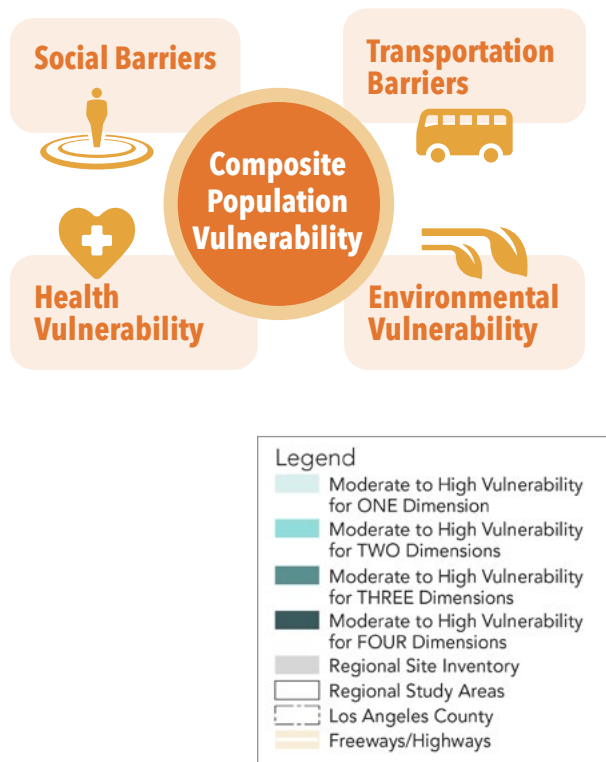 Social Barriers
Transportation
Barriers
Composite
Population
Vulnerability
Health
Vulnerability
Environmental
Vulnerability
Legend
Moderate to High Vulnerability
for ONE Dimension
Moderate to High Vulnerability
for TWO Dimensions
Moderate to High Vulnerability
for THREE Dimensions
Moderate to High Vulnerability
for FOUR Dimensions
Regional Site Inventory
Regional Study Areas
Los Angeles County
Freeways/Highways